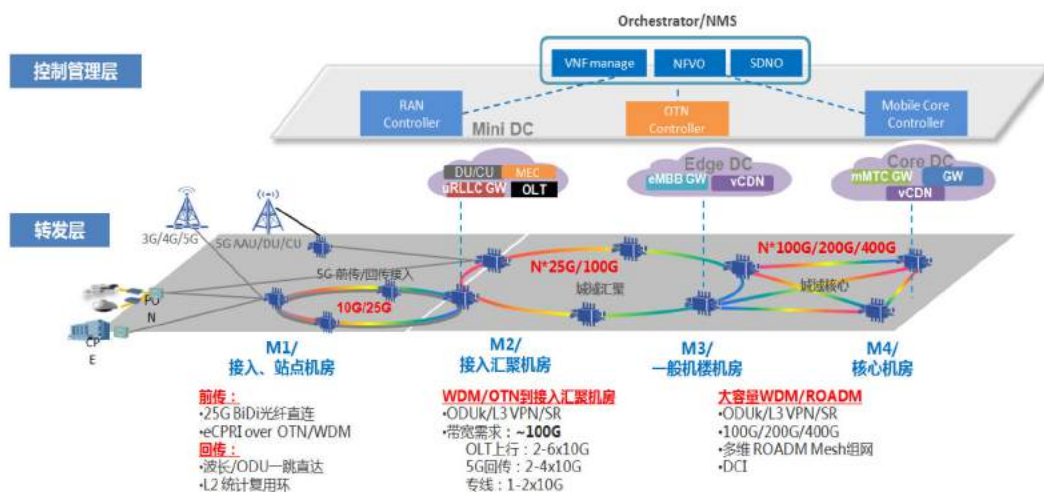 Orchestrator/NMS
VNF manage
NFVO
SDNO
控制管理层
RAN
Controller
OTN
Controller
Mobile Core
Controller
Mini DC
Edge DC
Core DC
DU/CU
MEC
uRLLC GW
OLT
eMBB GW
vCDN
mMTC GW
GW
vCDN
转发层
3G/4G/5G
5G AAU/DU/CU
5G 前传/回传接入
N*25G/100G
N*100G/200G/400G
城域汇聚
城域核心
10G/25G
PO
N
CP
E
M1/
接入、站点机房
M2/
接入汇聚机房
M3/
一般机楼机房
M4/
核心机房
前传：
•25G BiDi光纤直连
•eCPRI over OTN/WDM
回传：
•波长/ODU一跳直达
•L2 统计复用环
WDM/OTN到接入汇聚机房
•ODUk/L3 VPN/SR
•带宽需求：~100G
OLT上行：2-6x10G
5G回传：2-4x10G
专线：1-2x10G
大容量WDM/ROADM
•ODUk/L3 VPN/SR
•100G/200G/400G
•多维 ROADM Mesh组网
•DCI